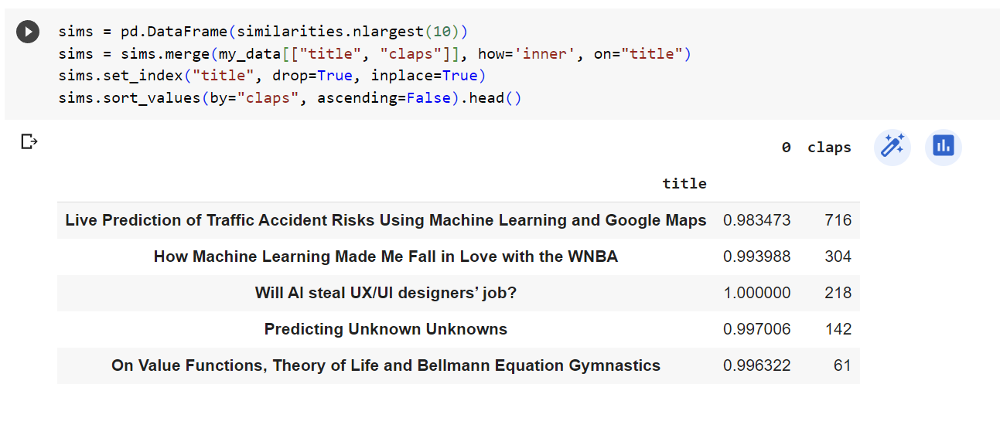 sims = pd.DataFrame(similarities.nlargest(10))
sims = sims.merge(my_data[["title", "claps"]], how='inner', on="title")
sims.set_index("title", drop=True, inplace=True)
sims.sort_values(by="claps", ascending=False).head()
0 claps
title
Live Prediction of Traffic Accident Risks Using Machine Learning and Google Maps 0.983473 716
How Machine Learning Made Me Fall in Love with the WNBA 0.993988 304
Will AI steal UX/UI designers’ job? 1.000000 218
Predicting Unknown Unknowns 0.997006 142
On Value Functions, Theory of Life and Bellmann Equation Gymnastics 0.996322 61